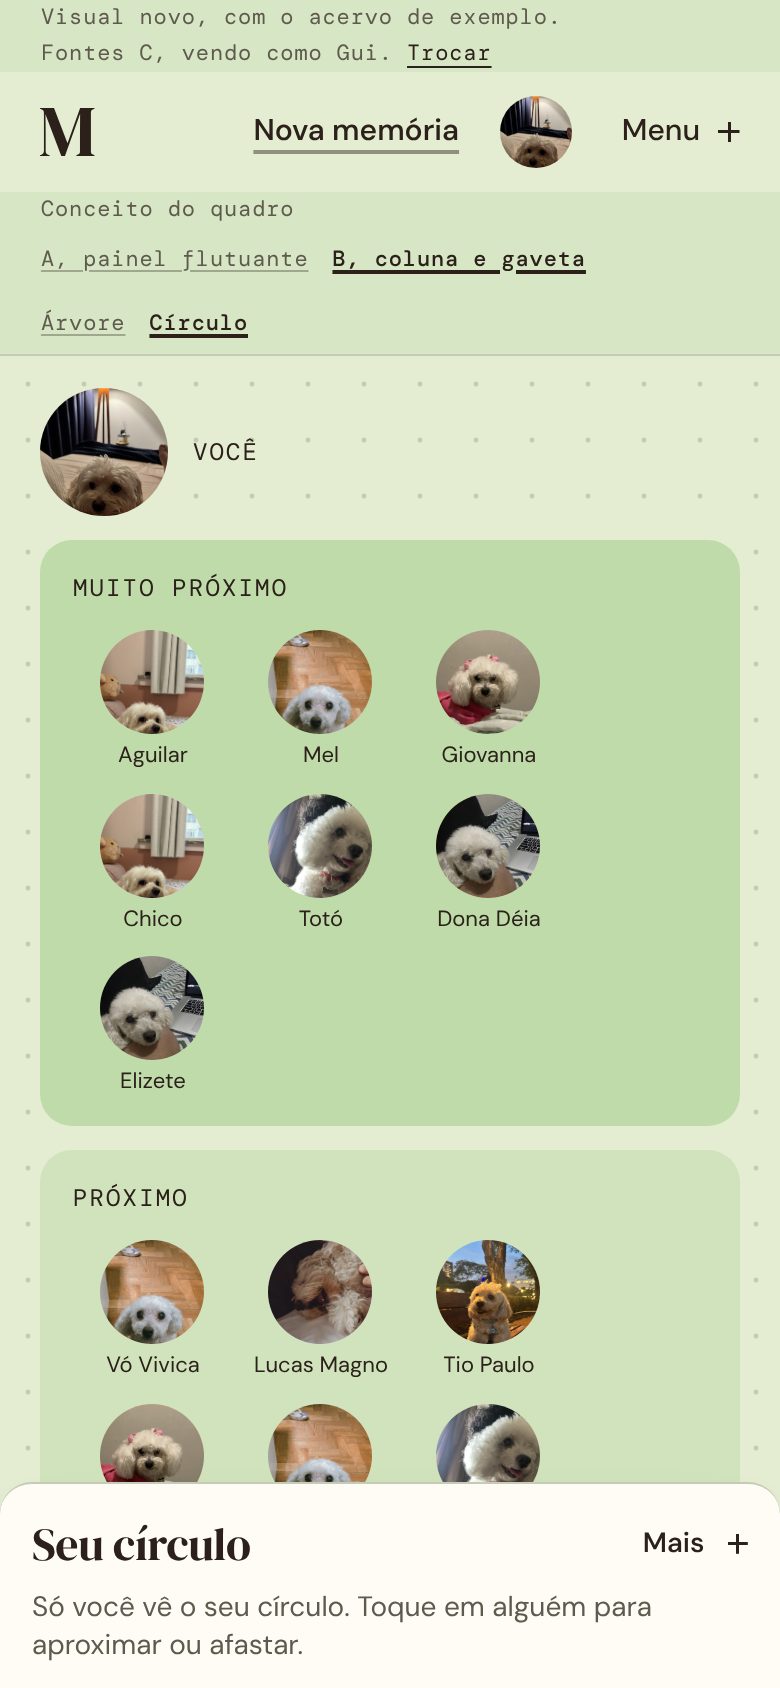 Visual novo, com o acervo de exemplo.
Fontes C, vendo como Gui. Trocar
M
Nova memória
Menu +
Conceito do quadro
A, painel flutuante B, coluna e gaveta
Árvore Círculo
VOCÊ
MUITO PRÓXIMO
Aguilar Mel Giovanna
Chico Totó Dona Déia
Elizete
PRÓXIMO
Vó Vivica Lucas Magno Tio Paulo
Seu círculo
Mais +
Só você vê o seu círculo. Toque em alguém para
aproximar ou afastar.